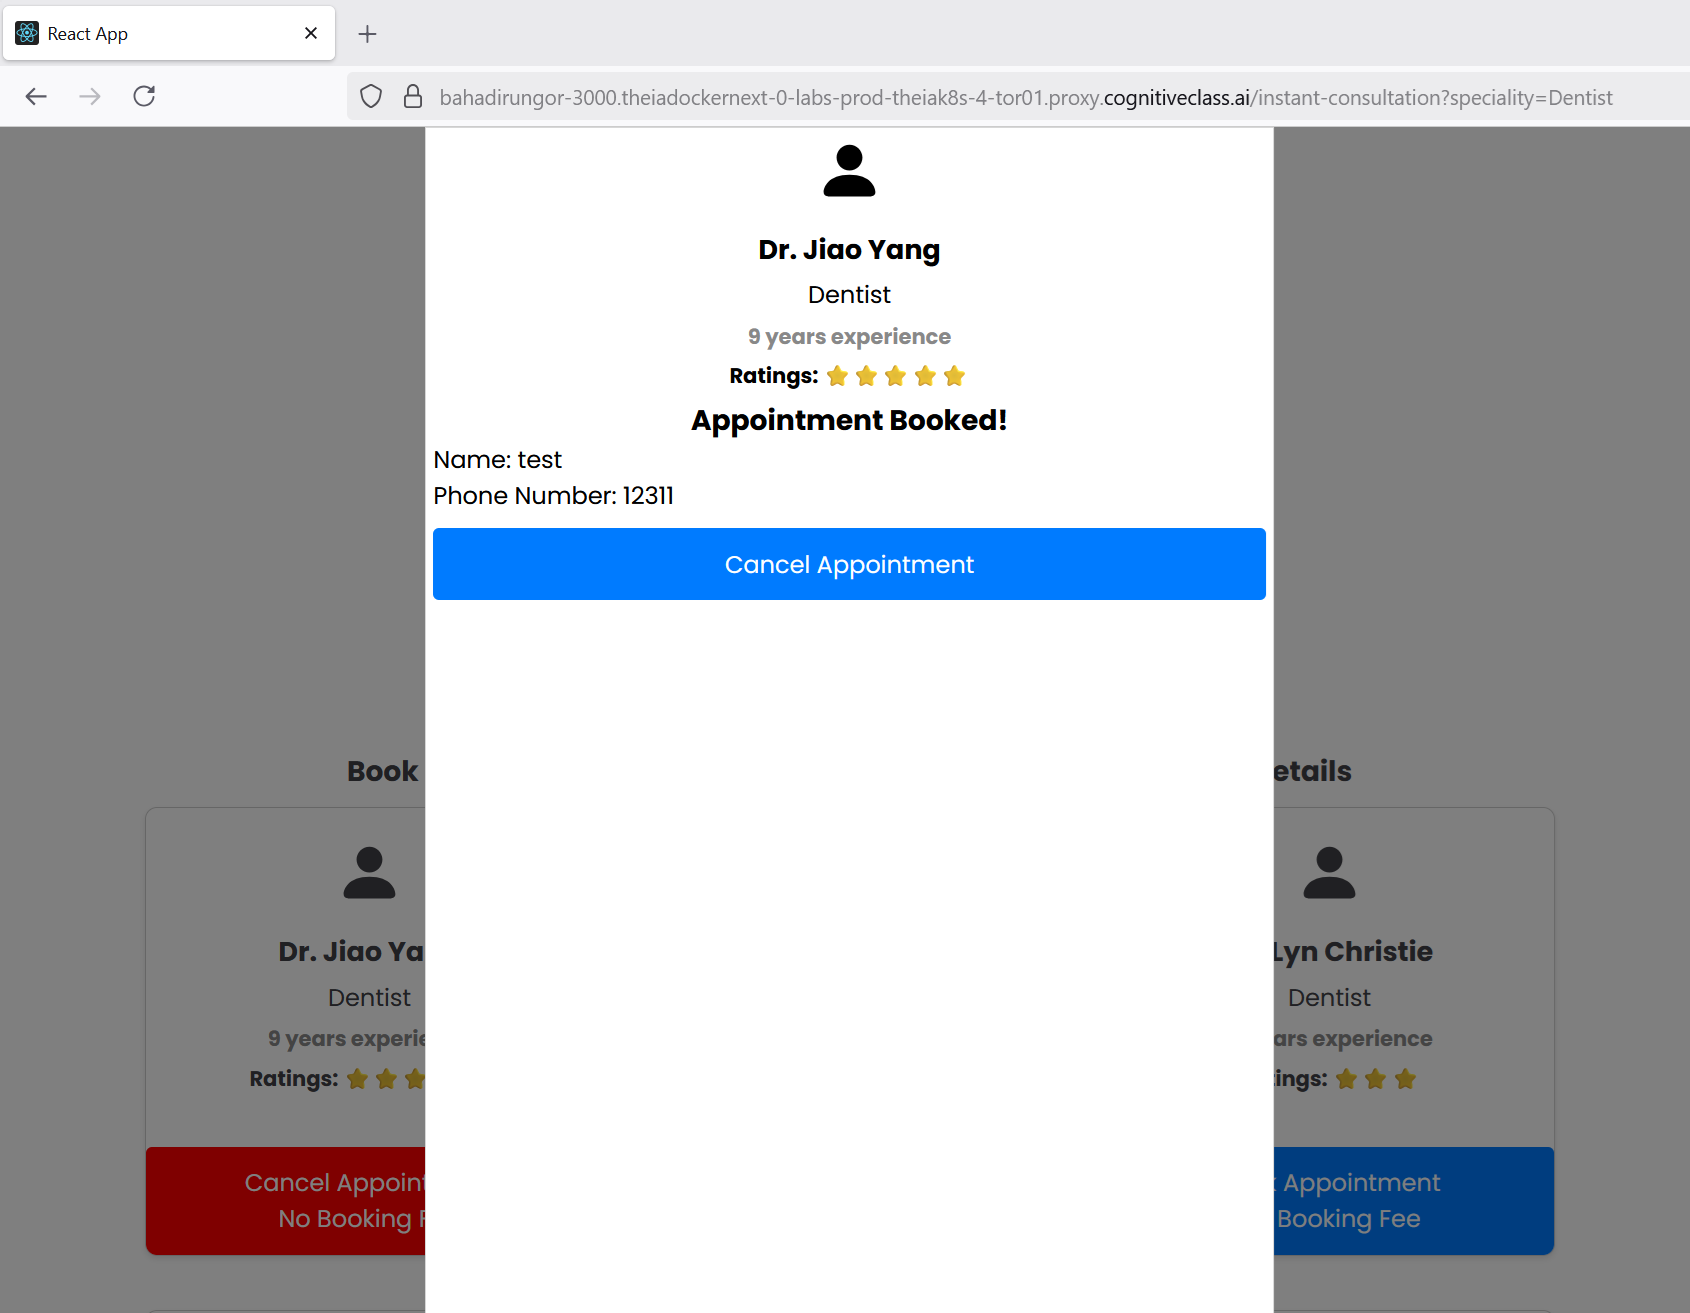 React App
bahadirungor-3000.theiadockernext-0-labs-prod-theiak8s-4-tor01.proxy.cognitiveclass.ai/instant-consultation?speciality=Dentist
Dr. Jiao Yang
Dentist
9 years experience
Ratings:
Appointment Booked!
Name: test
Phone Number: 12311
Cancel Appointment
Book
Dr. Jiao Ya
Dentist
9 years experie
Ratings:
Cancel Appoint
No Booking F
etails
Lyn Christie
Dentist
ars experience
ings:
Appointment
Booking Fee